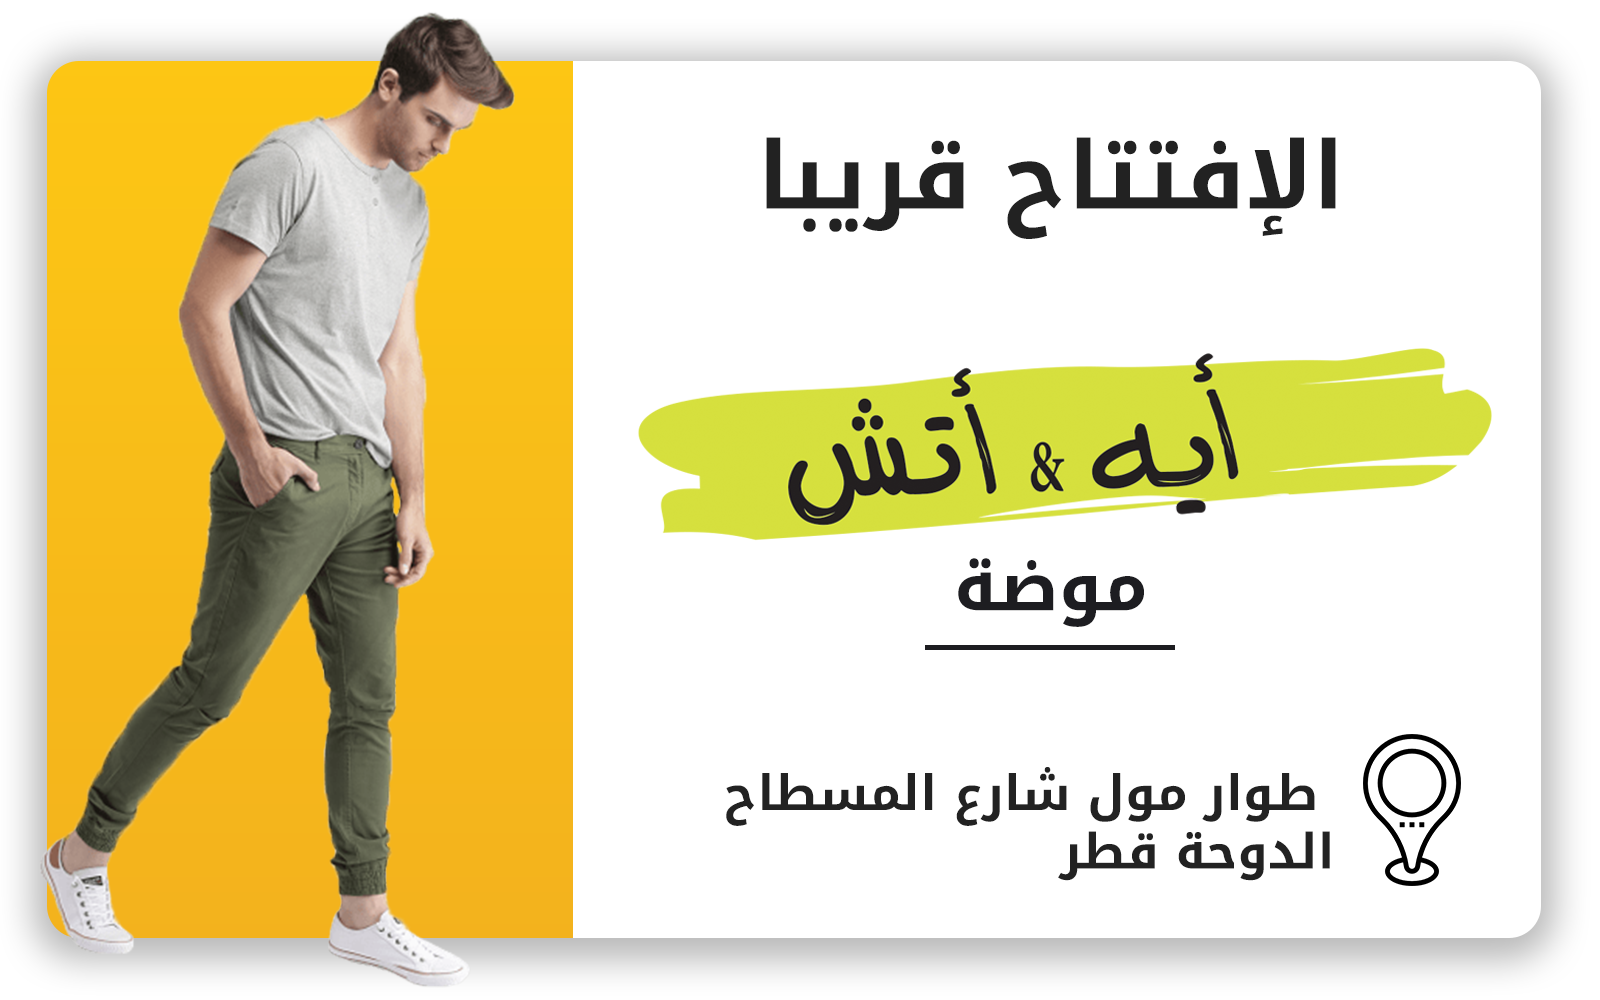 الإفتتاح قريبا
أيه & أتش
موضة
طوار مول شارع المسطاح
الدوحة قطر